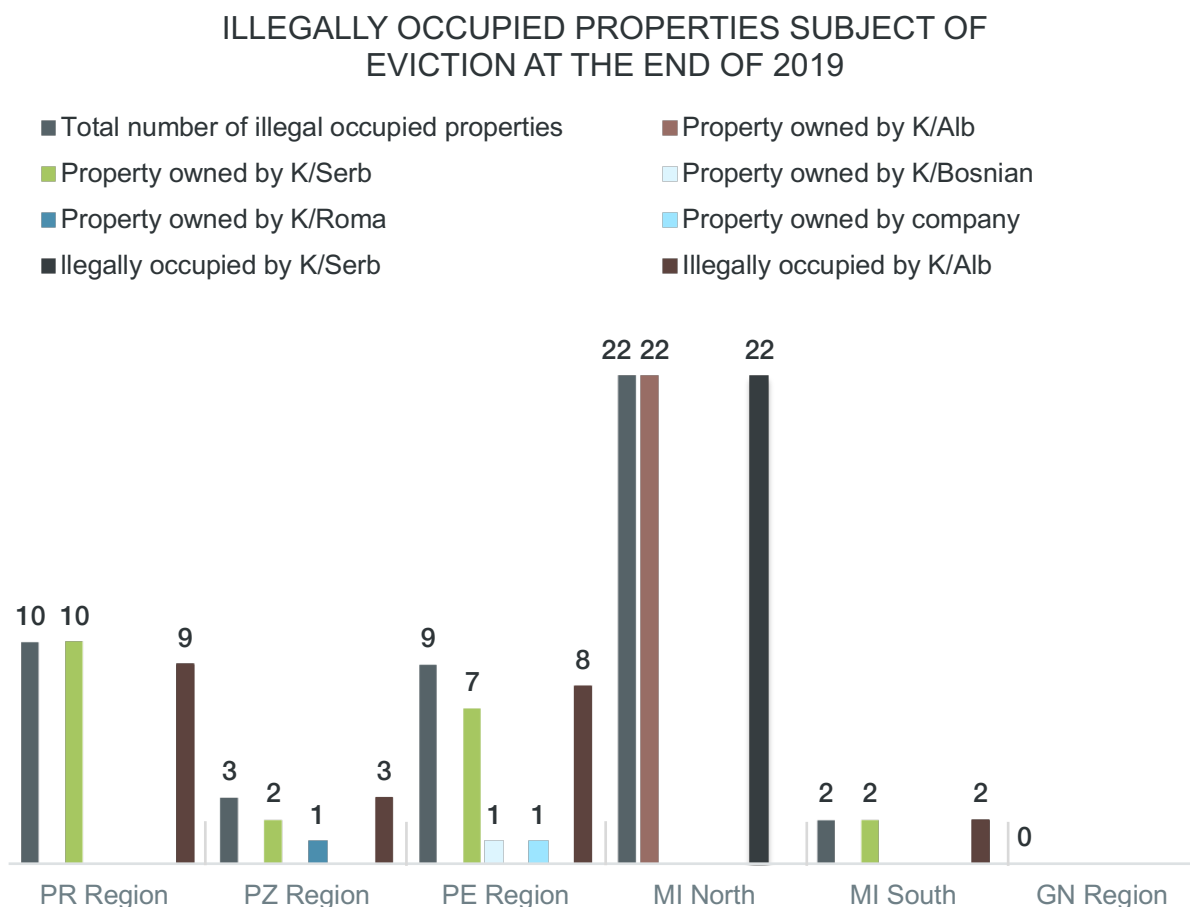 ILLEGALLY OCCUPIED PROPERTIES SUBJECT OF
EVICTION AT THE END OF 2019
Total number of illegal occupied properties
Property owned by K/Alb
Property owned by K/Serb
Property owned by K/Bosnian
Property owned by K/Roma
Property owned by company
llegally occupied by K/Serb
Illegally occupied by K/Alb
22 22 22
10 10 9
9 7 8
3 2 1 3
1 1
2 2 2
0
PR Region
PZ Region
PE Region
MI North
MI South
GN Region